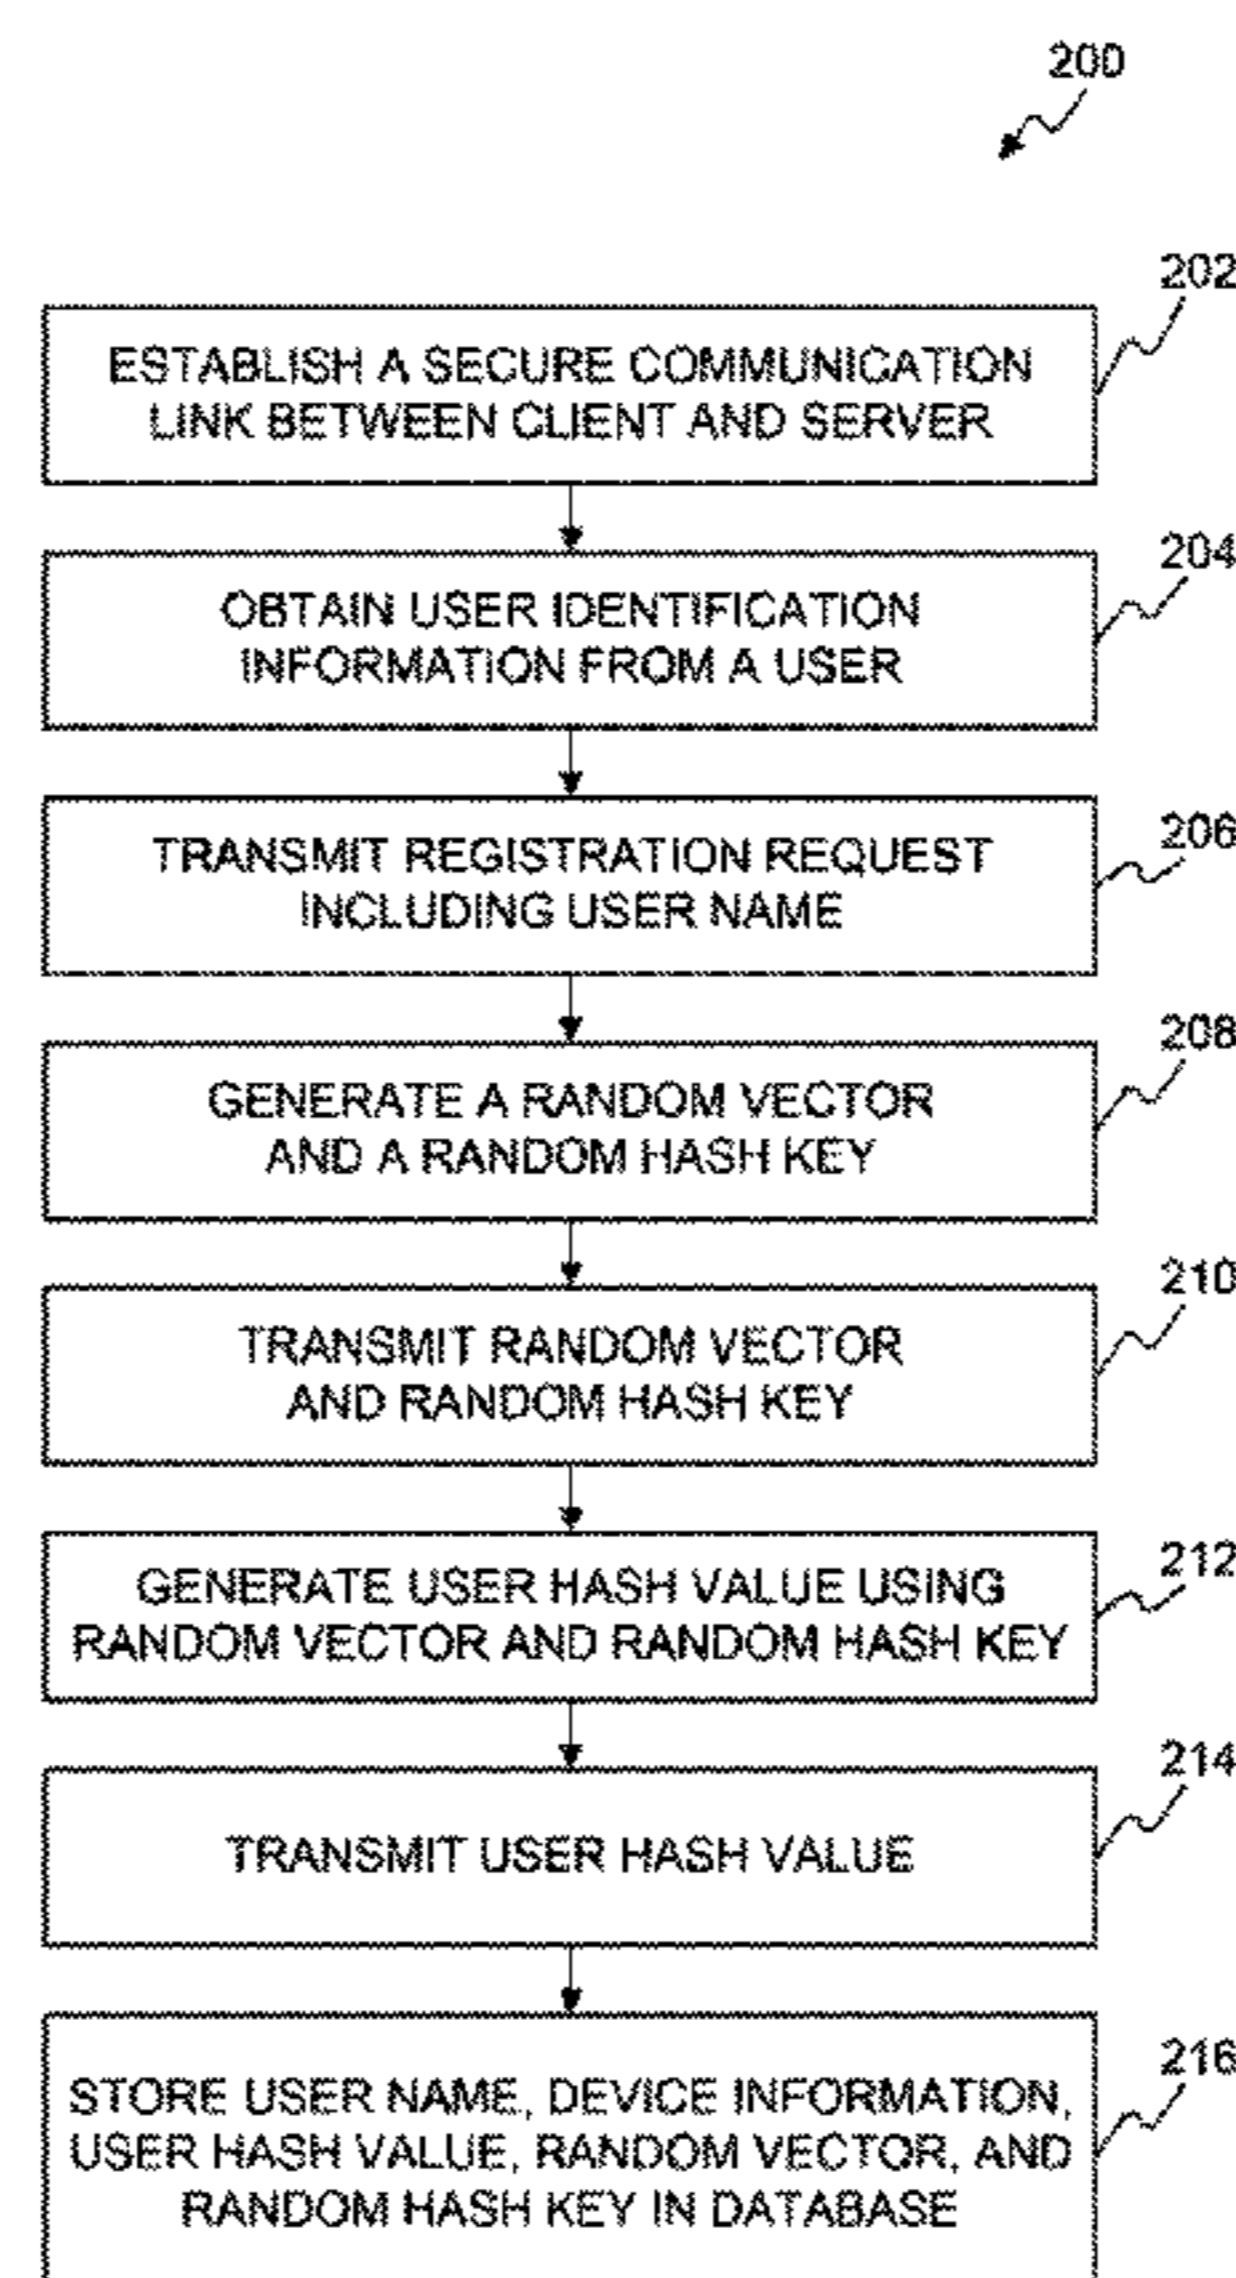 200
202
ESTABLISH A SECURE COMMUNICATION
LINK BETWEEN CLIENT AND SERVER
204
OBTAIN USER IDENTIFICATION
INFORMATION FROM A USER
206
TRANSMIT REGISTRATION REQUEST
INCLUDING USER NAME
208
GENERATE A RANDOM VECTOR
AND A RANDOM HASH KEY
210
TRANSMIT RANDOM VECTOR
AND RANDOM HASH KEY
212
GENERATE USER HASH VALUE USING
RANDOM VECTOR AND RANDOM HASH KEY
214
TRANSMIT USER HASH VALUE
216
STORE USER NAME, DEVICE INFORMATION,
USER HASH VALUE, RANDOM VECTOR, AND
RANDOM HASH KEY IN DATABASE